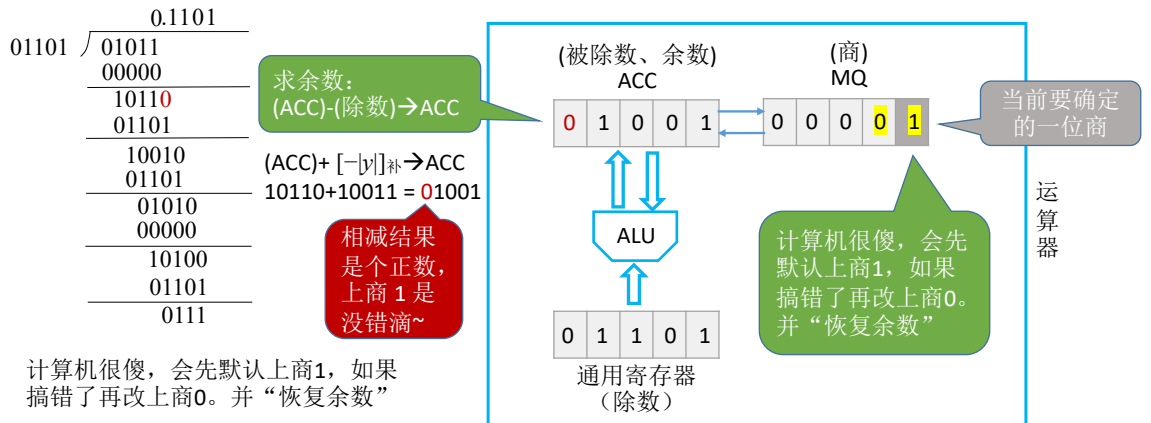 0.1101
01101
01011
00000
10110
01101
10010
01101
01010
00000
10100
01101
0111
求余数：
(ACC)-(除数)→ACC
(ACC)+ [−|y|]补→ACC
10110+10011 = 01001
相减结果
是个正数，
上商 1 是
没错滴~
计算机很傻，会先默认上商1，如果
搞错了再改上商0。并“恢复余数”
(被除数、余数)
ACC
0 1 0 0 1
(商)
MQ
0 0 0 0 1
当前要确定
的一位商
ALU
计算机很傻，会先
默认上商1，如果
搞错了再改上商0。
并“恢复余数”
0 1 1 0 1
通用寄存器
（除数）
运
算
器